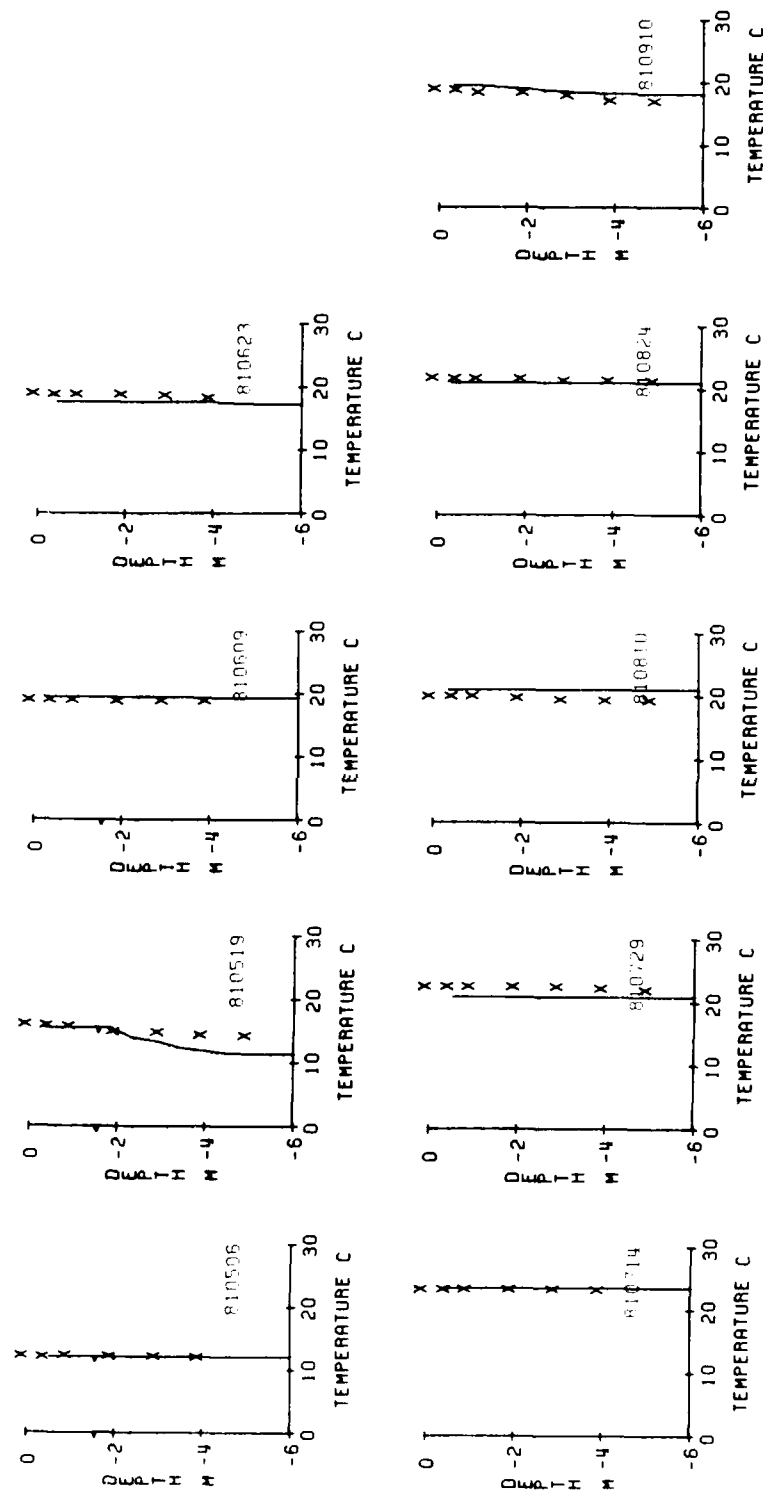 0
-2
-4
-6
DEPTH M
810506
0 10 20 30
TEMPERATURE C
0
-2
-4
-6
DEPTH M
810519
0 10 20 30
TEMPERATURE C
0
-2
-4
-6
DEPTH M
810609
0 10 20 30
TEMPERATURE C
0
-2
-4
-6
DEPTH M
810623
0 10 20 30
TEMPERATURE C
0
-2
-4
-6
DEPTH M
810714
0 10 20 30
TEMPERATURE C
0
-2
-4
-6
DEPTH M
810729
0 10 20 30
TEMPERATURE C
0
-2
-4
-6
DEPTH M
810810
0 10 20 30
TEMPERATURE C
0
-2
-4
-6
DEPTH M
810824
0 10 20 30
TEMPERATURE C
0
-2
-4
-6
DEPTH M
810910
0 10 20 30
TEMPERATURE C